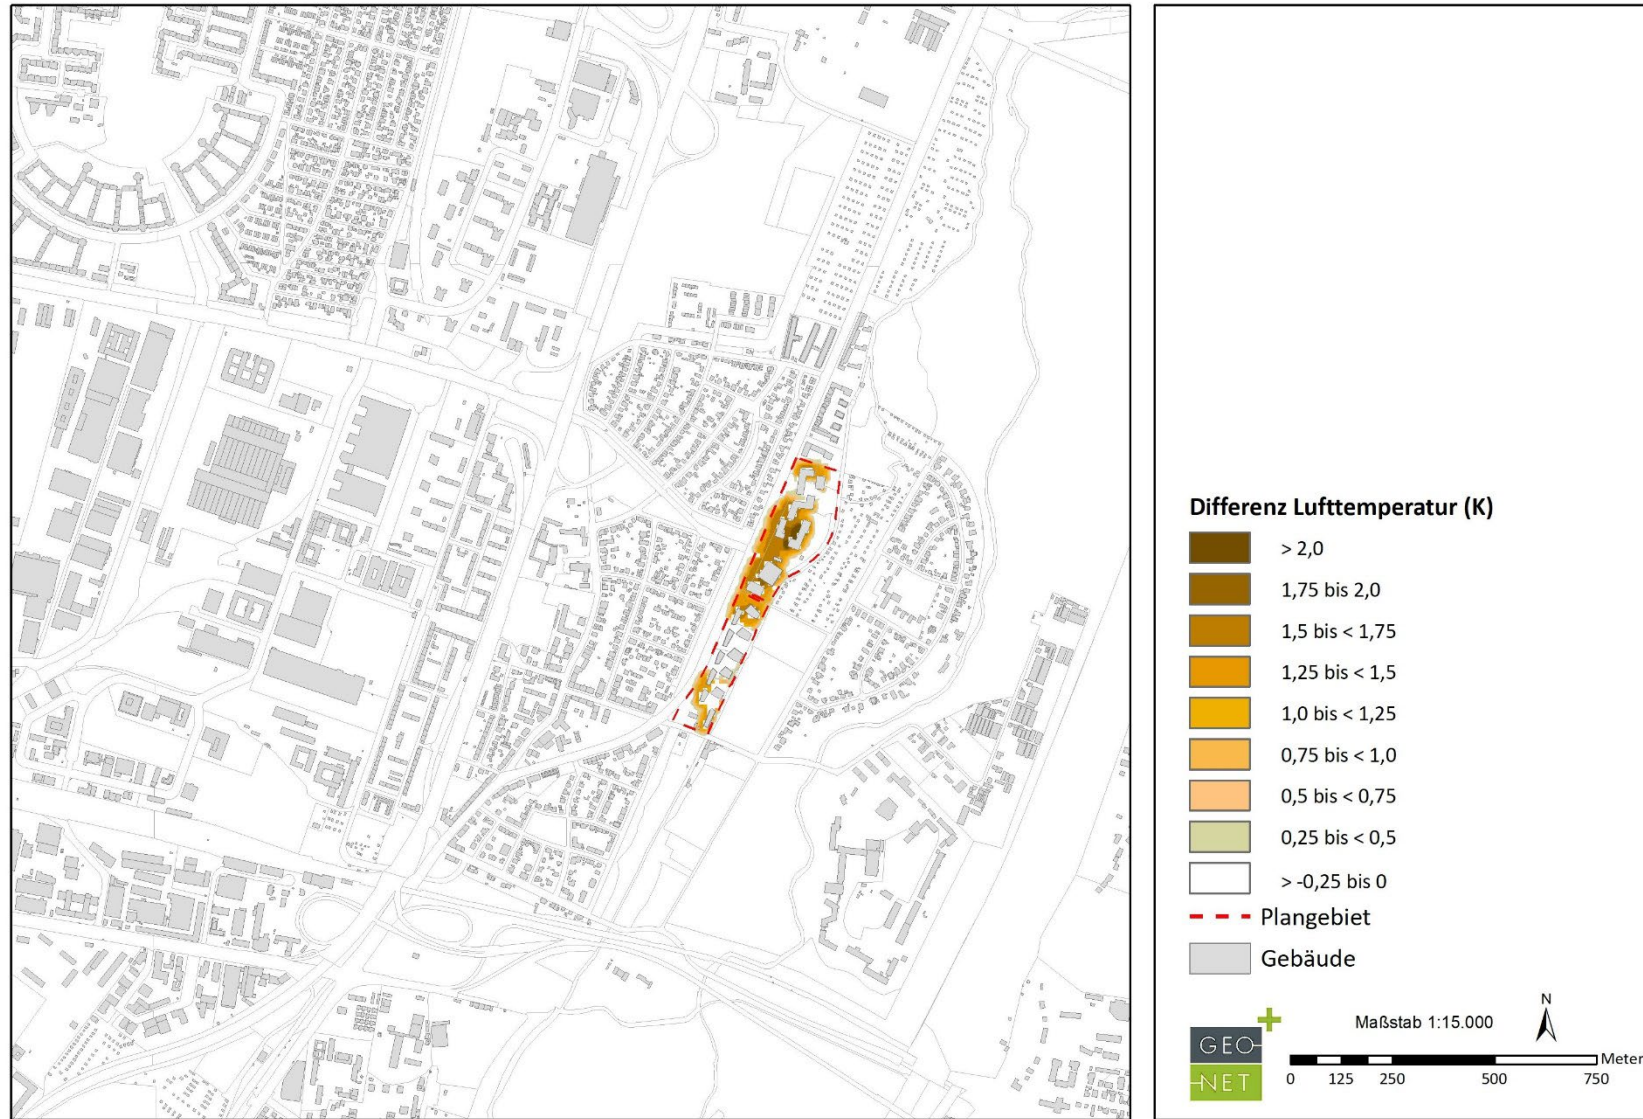 Differenz Lufttemperatur (K)
> 2,0
1,75 bis 2,0
1,5 bis < 1,75
1,25 bis < 1,5
1,0 bis < 1,25
0,75 bis < 1,0
0,5 bis < 0,75
0,25 bis < 0,5
> -0,25 bis 0
Plangebiet
Gebäude
GEO
NET
Maßstab 1:15.000
N
Meter
0 125 250 500 750